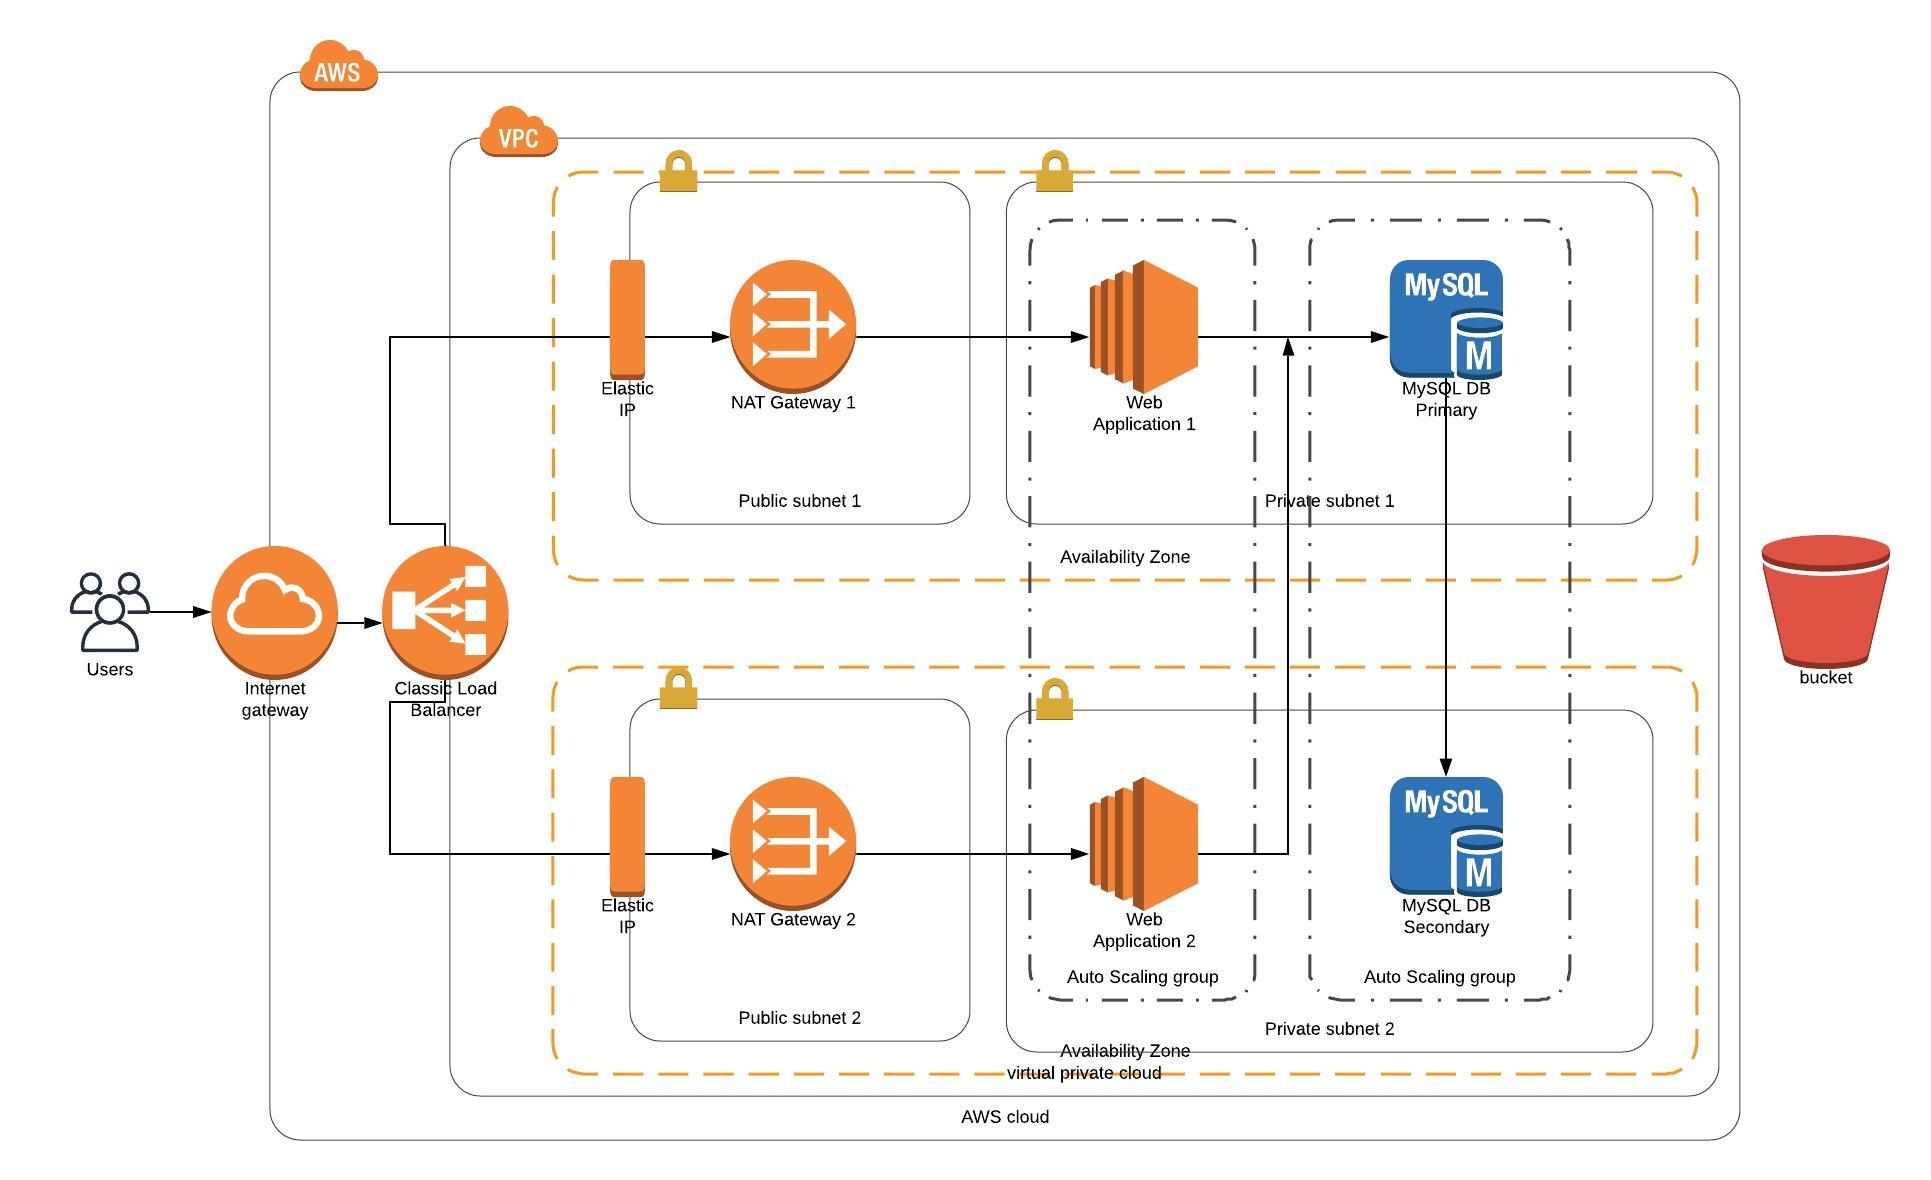 AWS
VPC
MySQL
M
Elastic
IP
NAT Gateway 1
Web
Application 1
MySQL DB
Primary
Public subnet 1
Private subnet 1
Availability Zone
Users
Internet
gateway
Classic Load
Balancer
bucket
MySQL
M
Elastic
IP
NAT Gateway 2
Web
Application 2
MySQL DB
Secondary
Auto Scaling group
Auto Scaling group
Public subnet 2
Private subnet 2
Availability Zone
virtual private cloud
AWS cloud